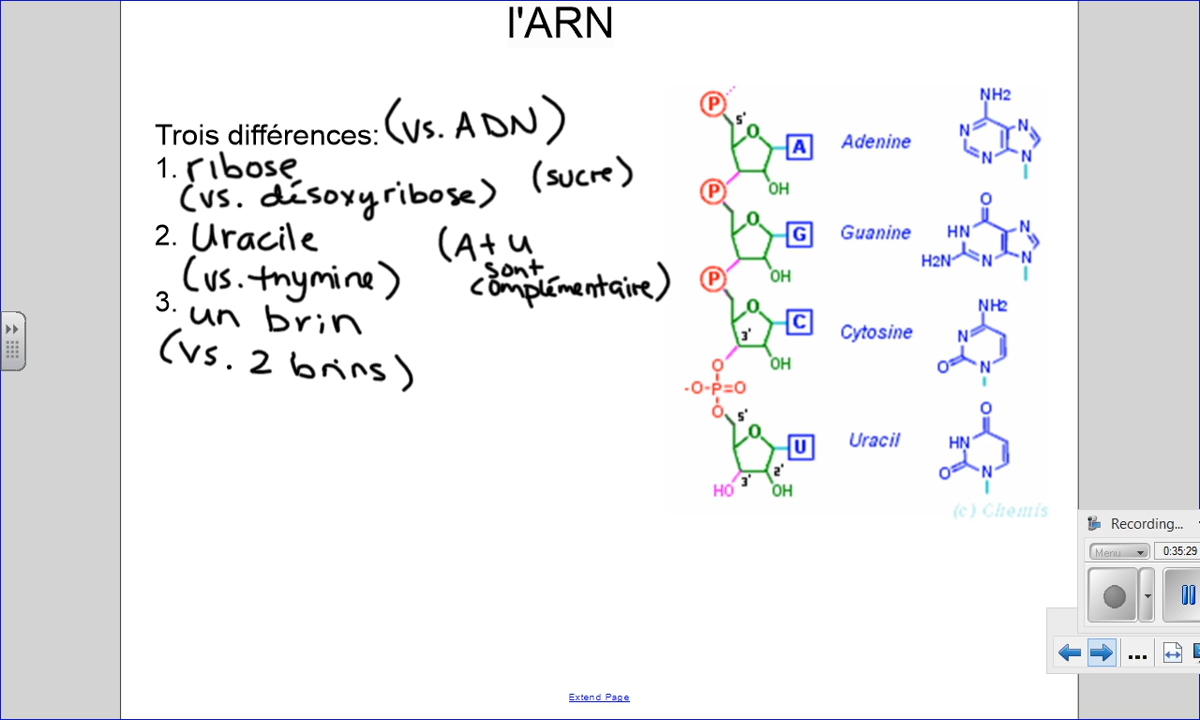 l'ARN
Trois différences: (vs. ADN)
1. ribose (sucre)
(vs. désoxyribose)
2. Uracile (A+U
(vs. thymine) sont
complémentaire)
3. un brin
(vs. 2 brins)
P
5'
O
A
OH
Adenine
NH2
N
N
N
N
P
O
G
OH
Guanine
O
HN
N
H2N
N
N
P
O
C
3'
OH
Cytosine
NH2
N
O
N
O
-O-P=O
O
5'
O
U
2'
3'
HO
OH
Uracil
O
HN
O
N
(c) Chemis
Recording...
Menu
0:35:29
...
Extend Page